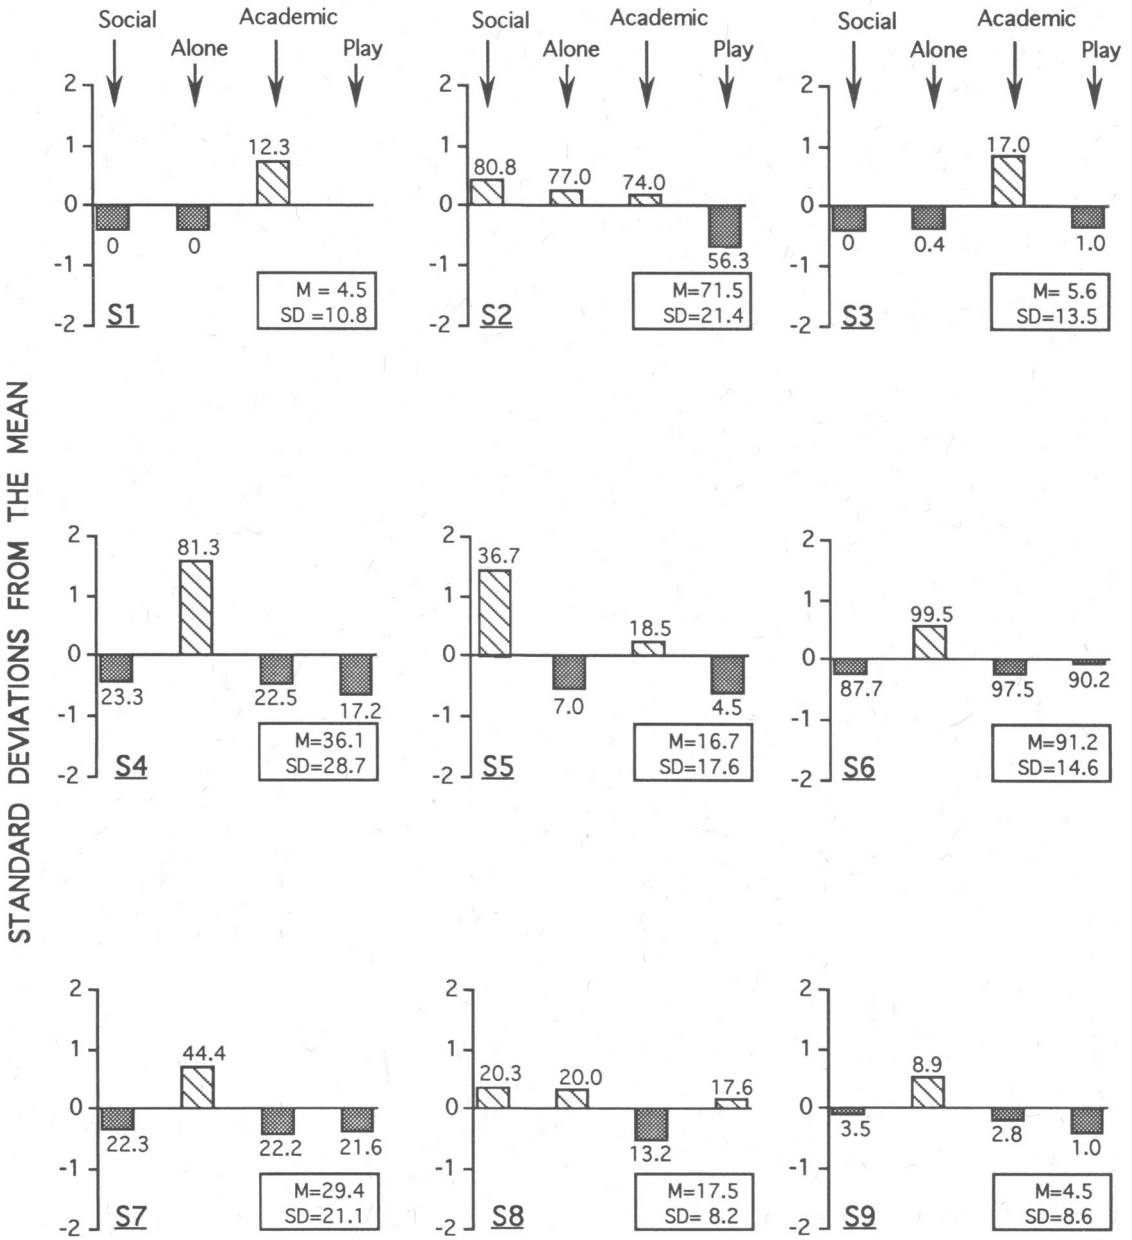 Social Academic Social Academic Social Academic
Alone Play Alone Play Alone Play
2 2 2
12.3 17.0
1 80.8 77.0 74.0 1 1
0 0 0
0 0 0 0.4 1.0
-1 -1 56.3 -1
M = 4.5 M=71.5 M= 5.6
SD =10.8 SD=21.4 SD=13.5
-2 S1 -2 S2 -2 S3
STANDARD DEVIATIONS FROM THE MEAN
2 81.3 2 36.7 2
1 1 18.5 1 99.5
0 0 0
23.3 22.5 17.2 7.0 4.5 87.7 97.5 90.2
-1 -1 -1
M=36.1 M=16.7 M=91.2
SD=28.7 SD=17.6 SD=14.6
-2 S4 -2 S5 -2 S6
2 2 2
1 44.4 1 20.3 20.0 17.6 1 8.9
0 0 0
22.3 22.2 21.6 13.2 3.5 2.8 1.0
-1 -1 -1
M=29.4 M=17.5 M=4.5
SD=21.1 SD= 8.2 SD=8.6
-2 S7 -2 S8 -2 S9